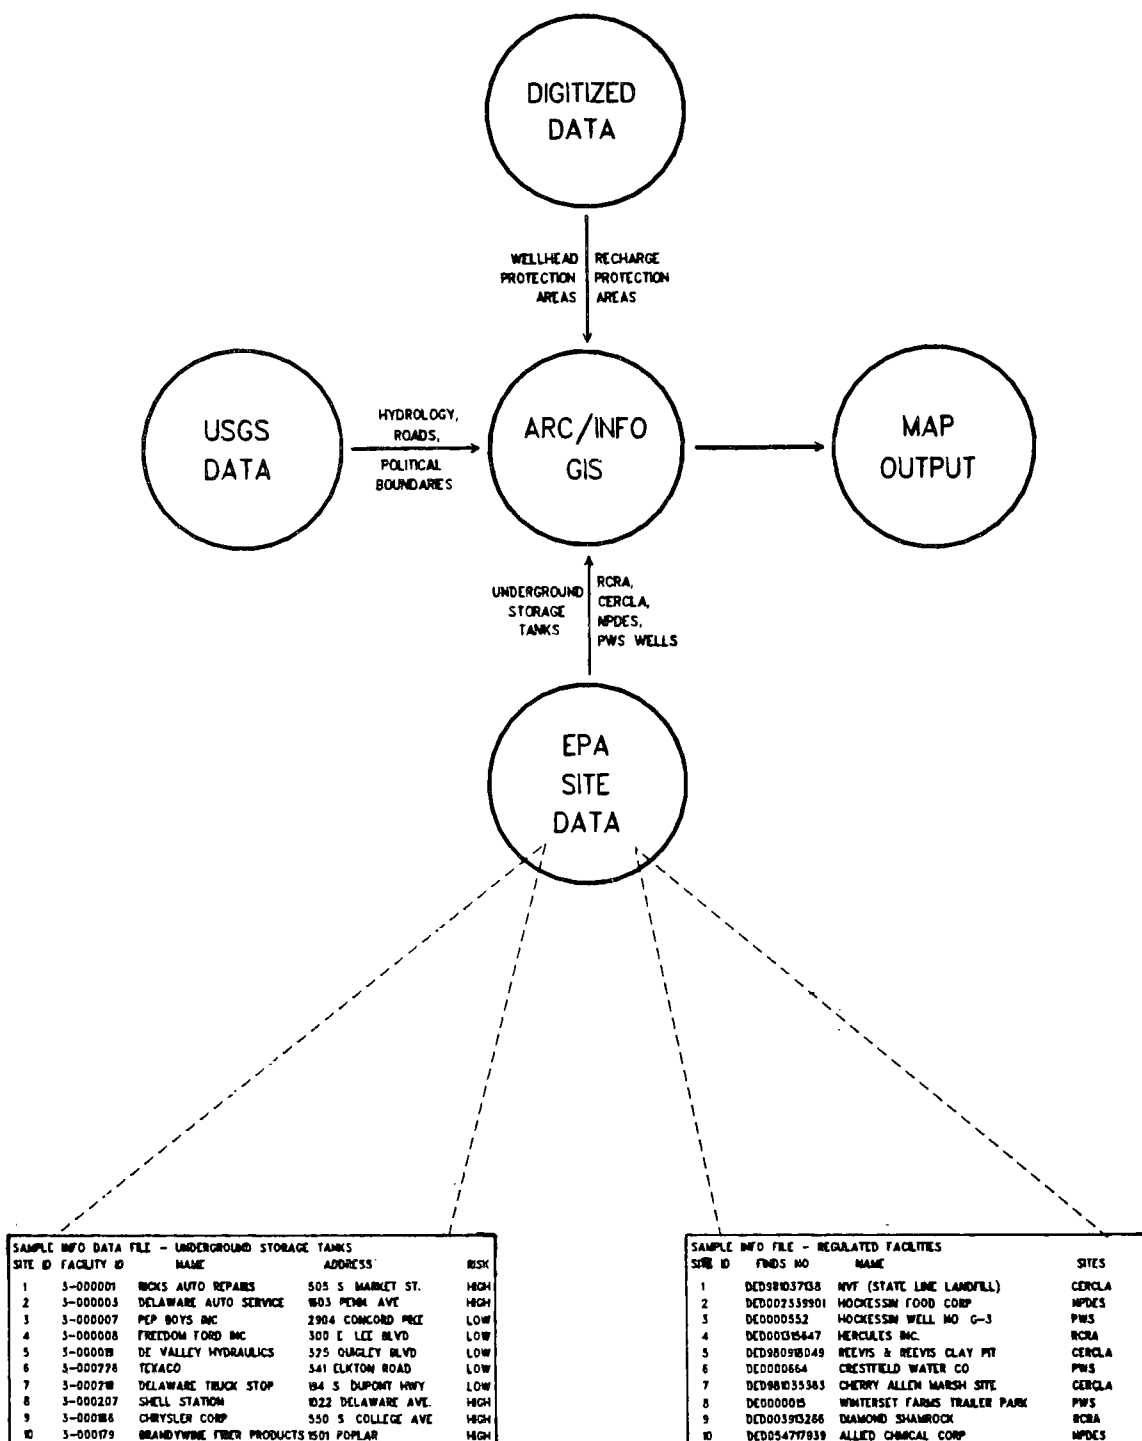 DIGITIZED
DATA
WELLHEAD RECHARGE
PROTECTION PROTECTION
AREAS AREAS
USGS
DATA
HYDROLOGY,
ROADS,
POLITICAL
BOUNDARIES
ARC/INFO
GIS
MAP
OUTPUT
UNDERGROUND
STORAGE
TANKS
RCRA,
CERCLA,
NPDES,
PWS WELLS
EPA
SITE
DATA
SAMPLE INFO DATA FILE - UNDERGROUND STORAGE TANKS
SITE ID FACILITY ID NAME ADDRESS RISK
1 3-000001 RICKS AUTO REPAIRS 505 S MARKET ST. HIGH
2 3-000003 DELAWARE AUTO SERVICE 1603 PENN AVE HIGH
3 3-000007 PEP BOYS INC 2904 CONCORD PIKE LOW
4 3-000008 FREEDOM FORD INC 300 E LEE BLVD LOW
5 DE VALLEY HYDRAULICS 325 QUIGLEY BLVD LOW
6 TEXACO 541 ELKTON ROAD LOW
7 DELAWARE TRUCK STOP 184 S DUPONT HWY LOW
8 3-000207 SHELL STATION 1022 DELAWARE AVE. HIGH
9 CHRYSLER CORP 550 S COLLEGE AVE HIGH
10 3-000179 BRANDYWINE FIBER PRODUCTS 1501 POPLAR HIGH
SAMPLE INFO FILE - REGULATED FACILITIES
SITE ID FINDS NO NAME SITES
1 DED981037138 NVF (STATE LINE LANDFILL) CERCLA
2 DED002339901 HOCKESSIN FOOD CORP NPDES
3 DE0000552 HOCKESSIN WELL NO G-3 PWS
4 HERCULES INC. RCRA
5 DED980918049 REEVIS & REEVIS CLAY PIT CERCLA
6 DE0000664 CRESTFIELD WATER CO PWS
7 DED981035383 CHERRY ALLEN MARSH SITE CERCLA
8 DE0000015 WINTERSET FARMS TRAILER PARK PWS
9 DED003913266 DIAMOND SHAMROCK RCRA
10 DED054717939 ALLIED CHMICAL CORP NPDES